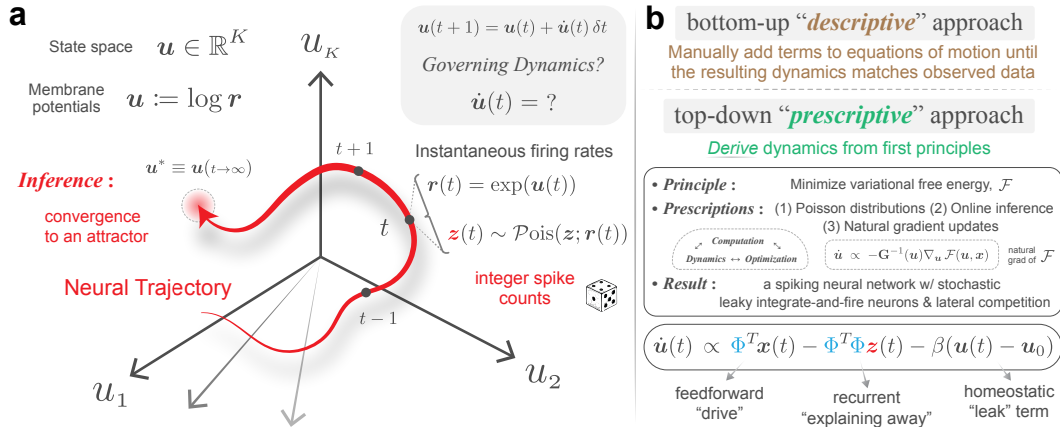 a
State space u ∈ ℝ^K
Membrane potentials u := log r
u_K
u(t + 1) = u(t) + u̇(t) δt
Governing Dynamics?
u̇(t) = ?
u* ≡ u(t→∞)
Inference :
convergence
to an attractor
t + 1
t
t − 1
Instantaneous firing rates
r(t) = exp(u(t))
z(t) ∼ Pois(z; r(t))
integer spike
counts
Neural Trajectory
u_1
u_2
b
bottom-up “descriptive” approach
Manually add terms to equations of motion until
the resulting dynamics matches observed data
top-down “prescriptive” approach
Derive dynamics from first principles
• Principle : Minimize variational free energy, ℱ
• Prescriptions : (1) Poisson distributions (2) Online inference
(3) Natural gradient updates
Computation
Dynamics ↔ Optimization
u̇ ∝ −G⁻¹(u)∇_u ℱ(u, x)
natural
grad of ℱ
• Result : a spiking neural network w/ stochastic
leaky integrate-and-fire neurons & lateral competition
u̇(t) ∝ Φ^T x(t) − Φ^T Φz(t) − β(u(t) − u_0)
feedforward
“drive”
recurrent
“explaining away”
homeostatic
“leak” term